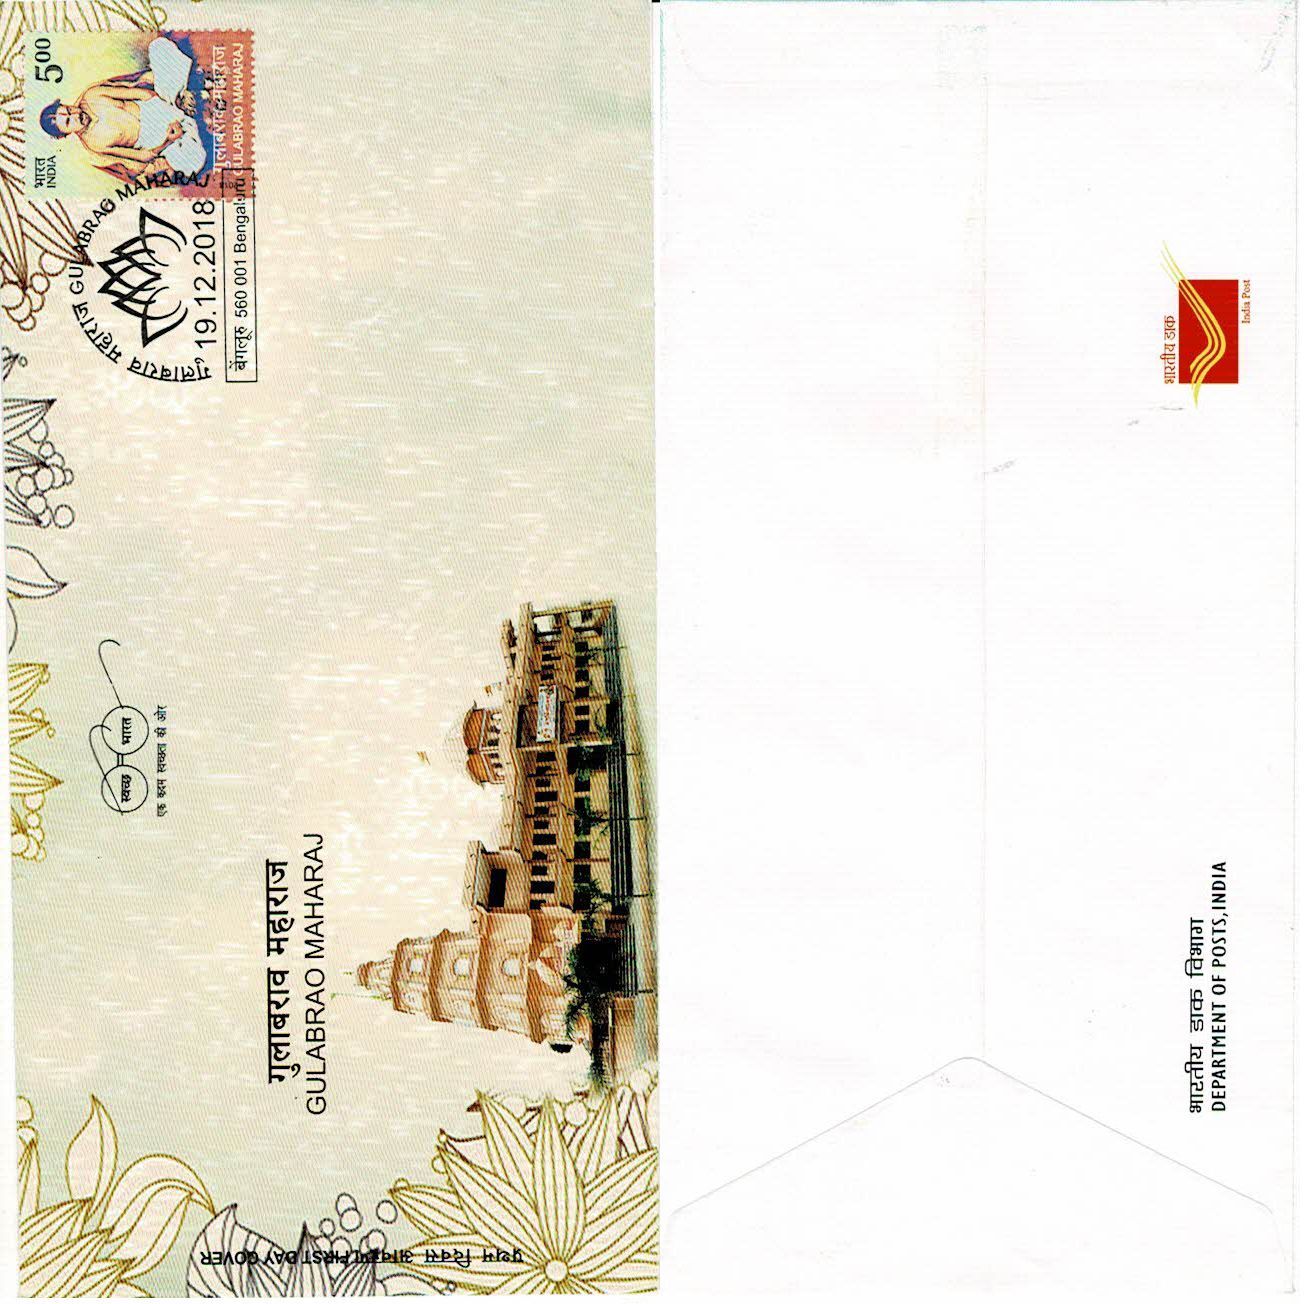 प्रथम दिवस आवरण FIRST DAY COVER
स्वच्छ भारत
एक कदम स्वच्छता की ओर
गुलाबराव महाराज GULABRAO MAHARAJ
19.12.2018
बेंगलूरु 560 001 Bengaluru
भारत
INDIA
500
गुलाबराव महाराज
GULABRAO MAHARAJ
गुलाबराव महाराज
GULABRAO MAHARAJ
भारतीय डाक विभाग
DEPARTMENT OF POSTS, INDIA
भारतीय डाक
India Post